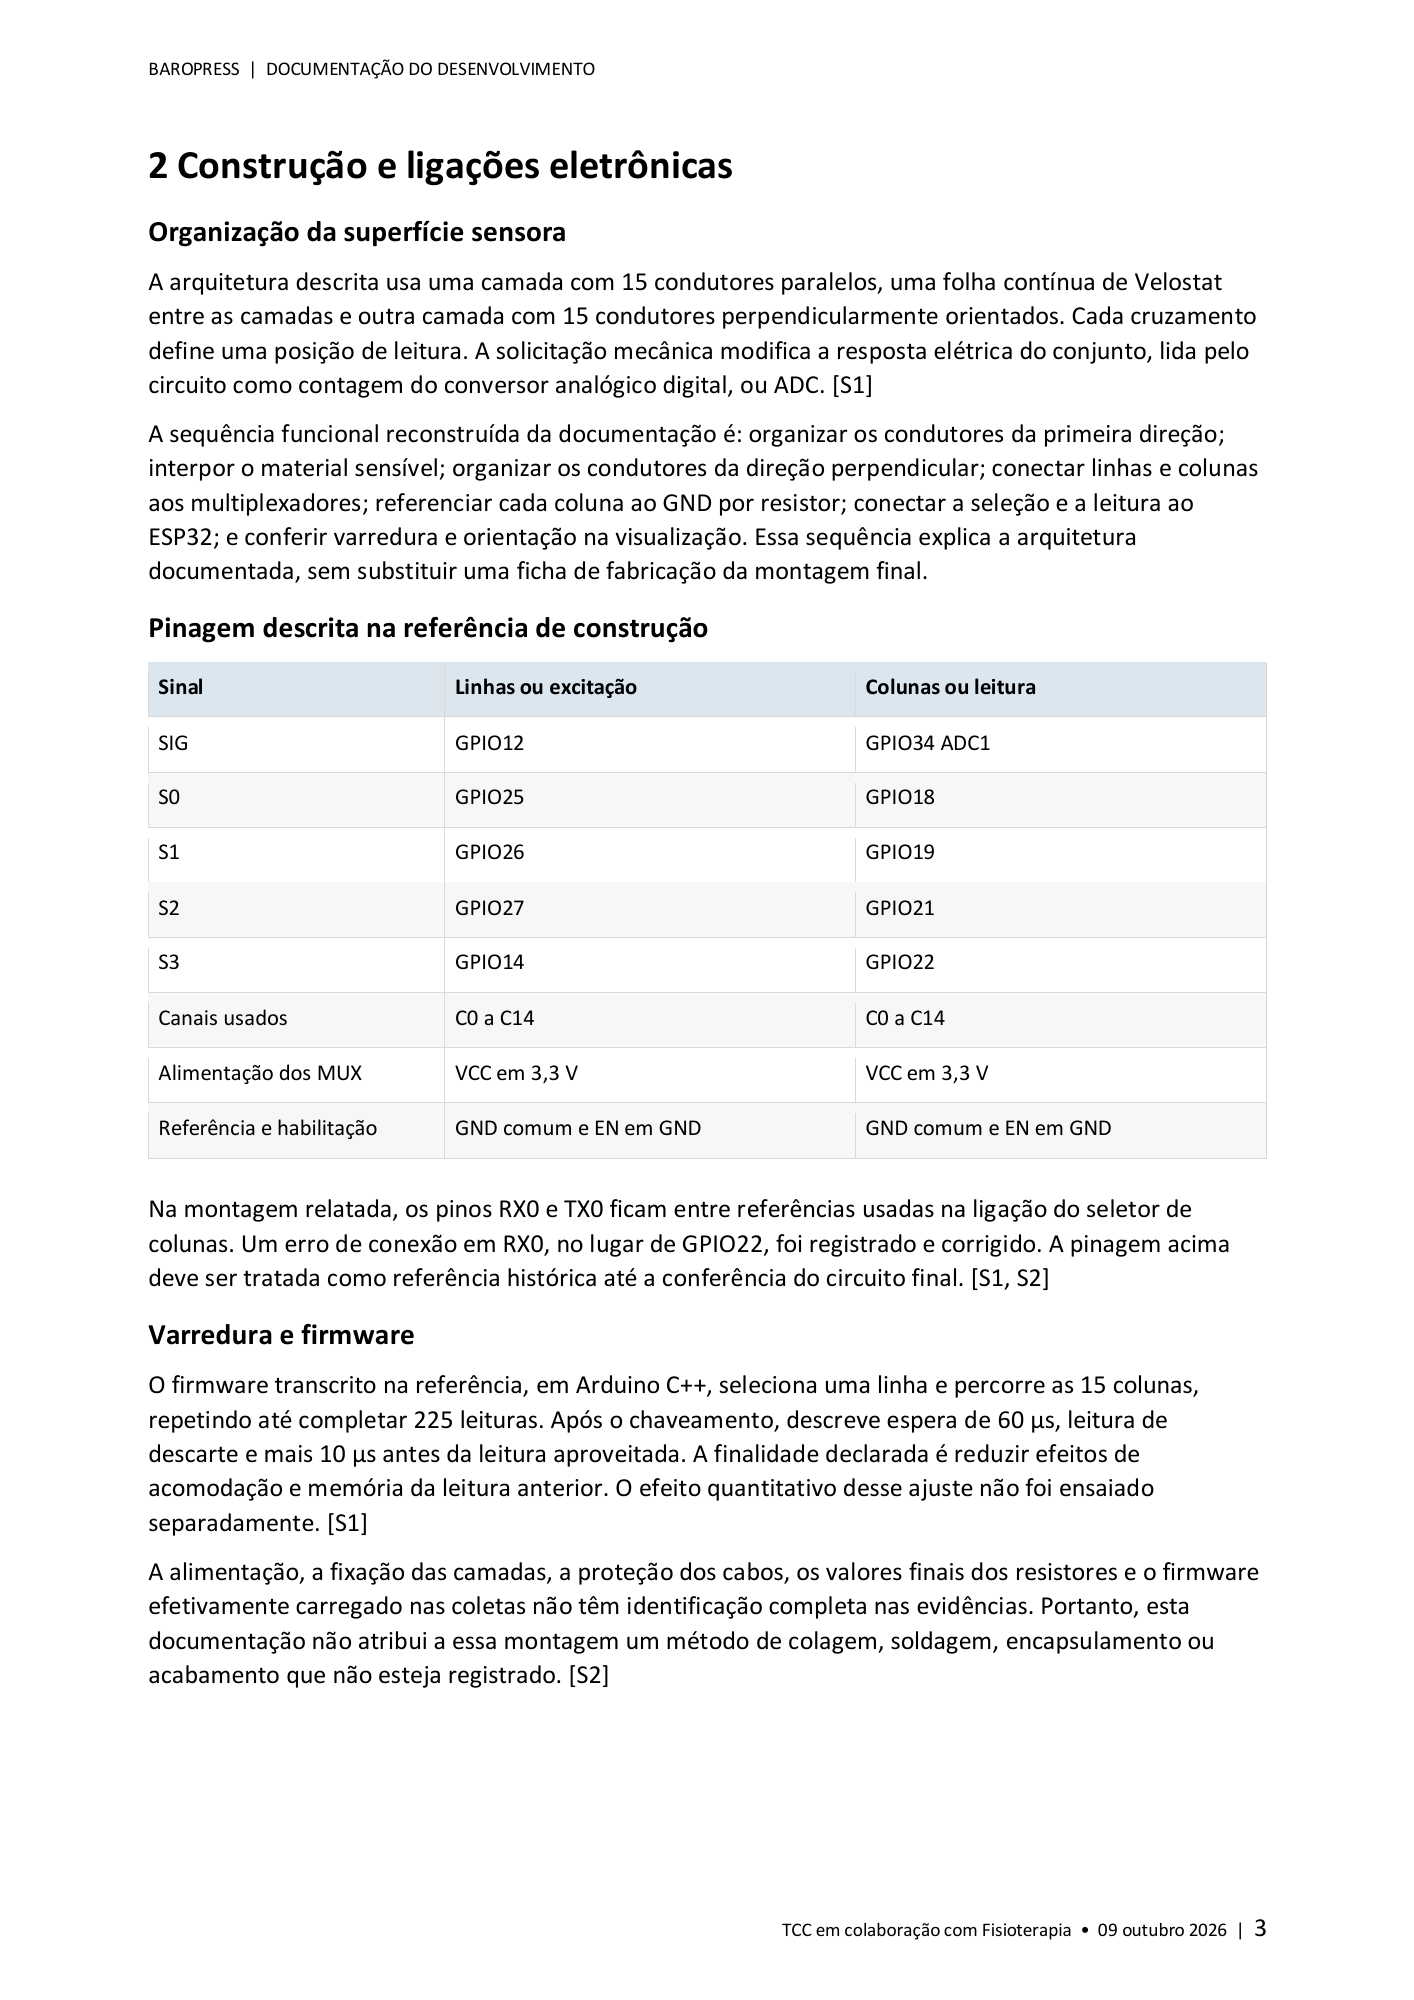 BAROPRESS | DOCUMENTAÇÃO DO DESENVOLVIMENTO
2 Construção e ligações eletrônicas
Organização da superfície sensora
A arquitetura descrita usa uma camada com 15 condutores paralelos, uma folha contínua de Velostat
entre as camadas e outra camada com 15 condutores perpendicularmente orientados. Cada cruzamento
define uma posição de leitura. A solicitação mecânica modifica a resposta elétrica do conjunto, lida pelo
circuito como contagem do conversor analógico digital, ou ADC. [S1]
A sequência funcional reconstruída da documentação é: organizar os condutores da primeira direção;
interpor o material sensível; organizar os condutores da direção perpendicular; conectar linhas e colunas
aos multiplexadores; referenciar cada coluna ao GND por resistor; conectar a seleção e a leitura ao
ESP32; e conferir varredura e orientação na visualização. Essa sequência explica a arquitetura
documentada, sem substituir uma ficha de fabricação da montagem final.
Pinagem descrita na referência de construção
Sinal Linhas ou excitação Colunas ou leitura
SIG GPIO12 GPIO34 ADC1
S0 GPIO25 GPIO18
S1 GPIO26 GPIO19
S2 GPIO27 GPIO21
S3 GPIO14 GPIO22
Canais usados C0 a C14 C0 a C14
Alimentação dos MUX VCC em 3,3 V VCC em 3,3 V
Referência e habilitação GND comum e EN em GND GND comum e EN em GND
Na montagem relatada, os pinos RX0 e TX0 ficam entre referências usadas na ligação do seletor de
colunas. Um erro de conexão em RX0, no lugar de GPIO22, foi registrado e corrigido. A pinagem acima
deve ser tratada como referência histórica até a conferência do circuito final. [S1, S2]
Varredura e firmware
O firmware transcrito na referência, em Arduino C++, seleciona uma linha e percorre as 15 colunas,
repetindo até completar 225 leituras. Após o chaveamento, descreve espera de 60 µs, leitura de
descarte e mais 10 µs antes da leitura aproveitada. A finalidade declarada é reduzir efeitos de
acomodação e memória da leitura anterior. O efeito quantitativo desse ajuste não foi ensaiado
separadamente. [S1]
A alimentação, a fixação das camadas, a proteção dos cabos, os valores finais dos resistores e o firmware
efetivamente carregado nas coletas não têm identificação completa nas evidências. Portanto, esta
documentação não atribui a essa montagem um método de colagem, soldagem, encapsulamento ou
acabamento que não esteja registrado. [S2]
TCC em colaboração com Fisioterapia • 09 outubro 2026 | 3